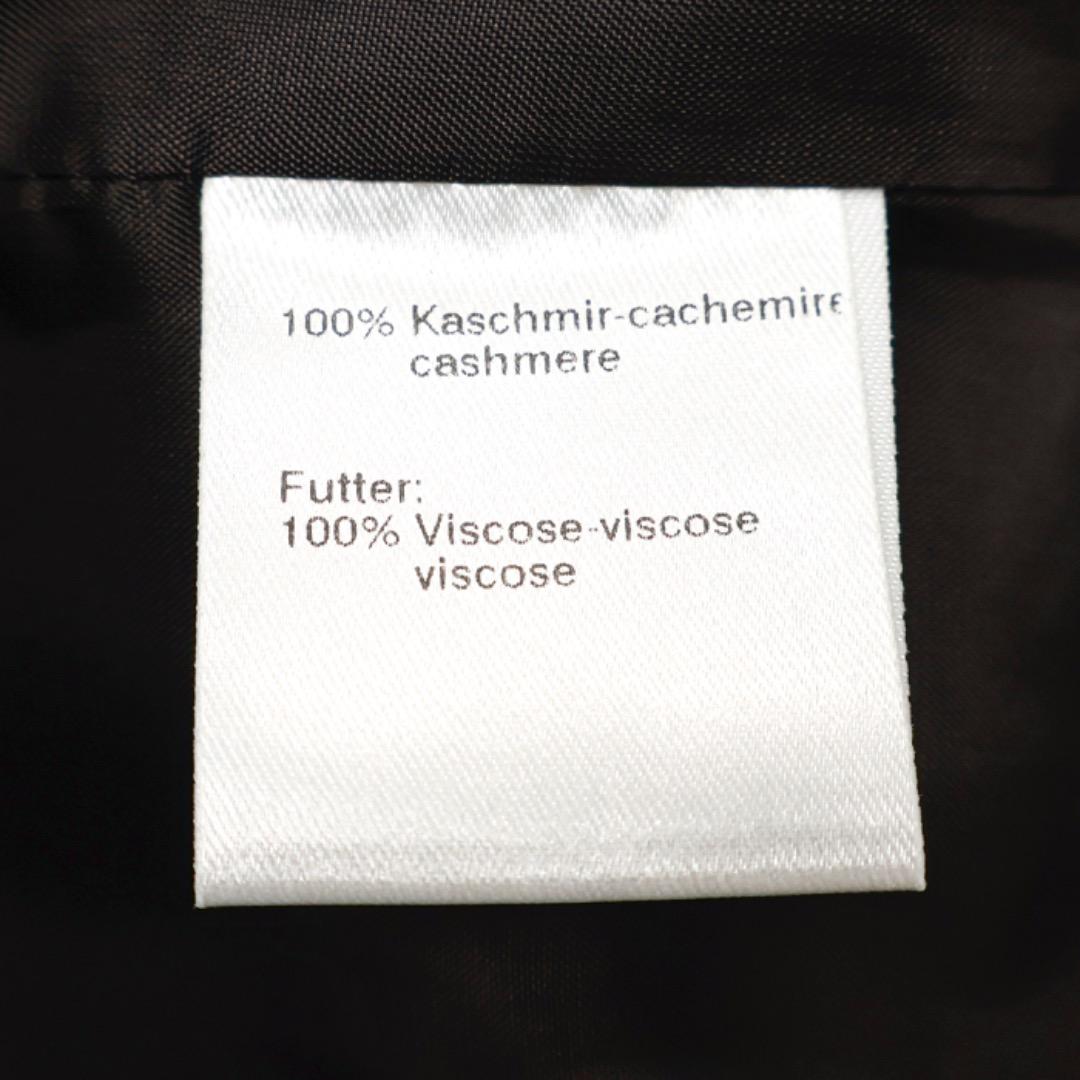 100% Kaschmir-cachemire
cashmere
Futter:
100% Viscose-viscose
viscose